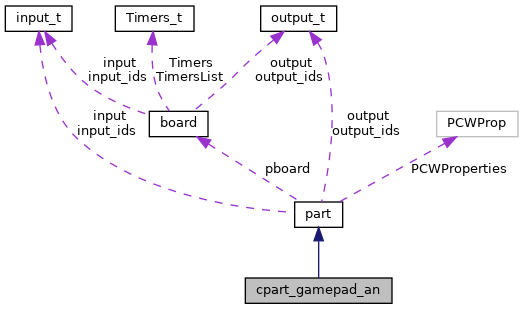 input_t
Timers_t
output_t
input
input_ids
Timers
TimersList
output
output_ids
input
input_ids
board
output
output_ids
PCWProp
pboard
PCWProperties
part
cpart_gamepad_an